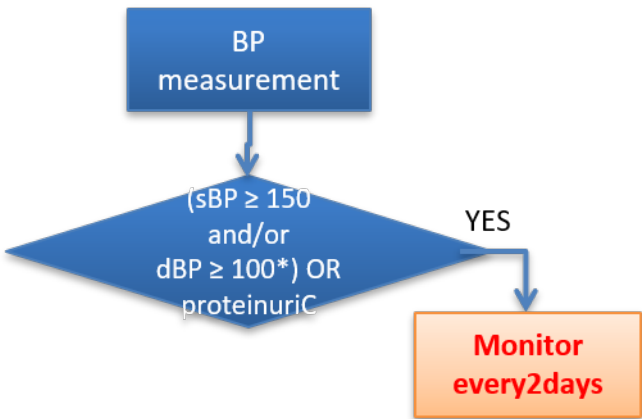 BP
measurement
(sBP ≥ 150
and/or
dBP ≥ 100*) OR
proteinuriC
YES
Monitor
every2days